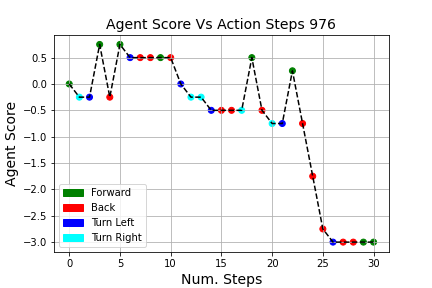 Agent Score Vs Action Steps 976
Agent Score
0.5
0.0
−0.5
−1.0
−1.5
−2.0
−2.5
−3.0
Forward
Back
Turn Left
Turn Right
0 5 10 15 20 25 30
Num. Steps